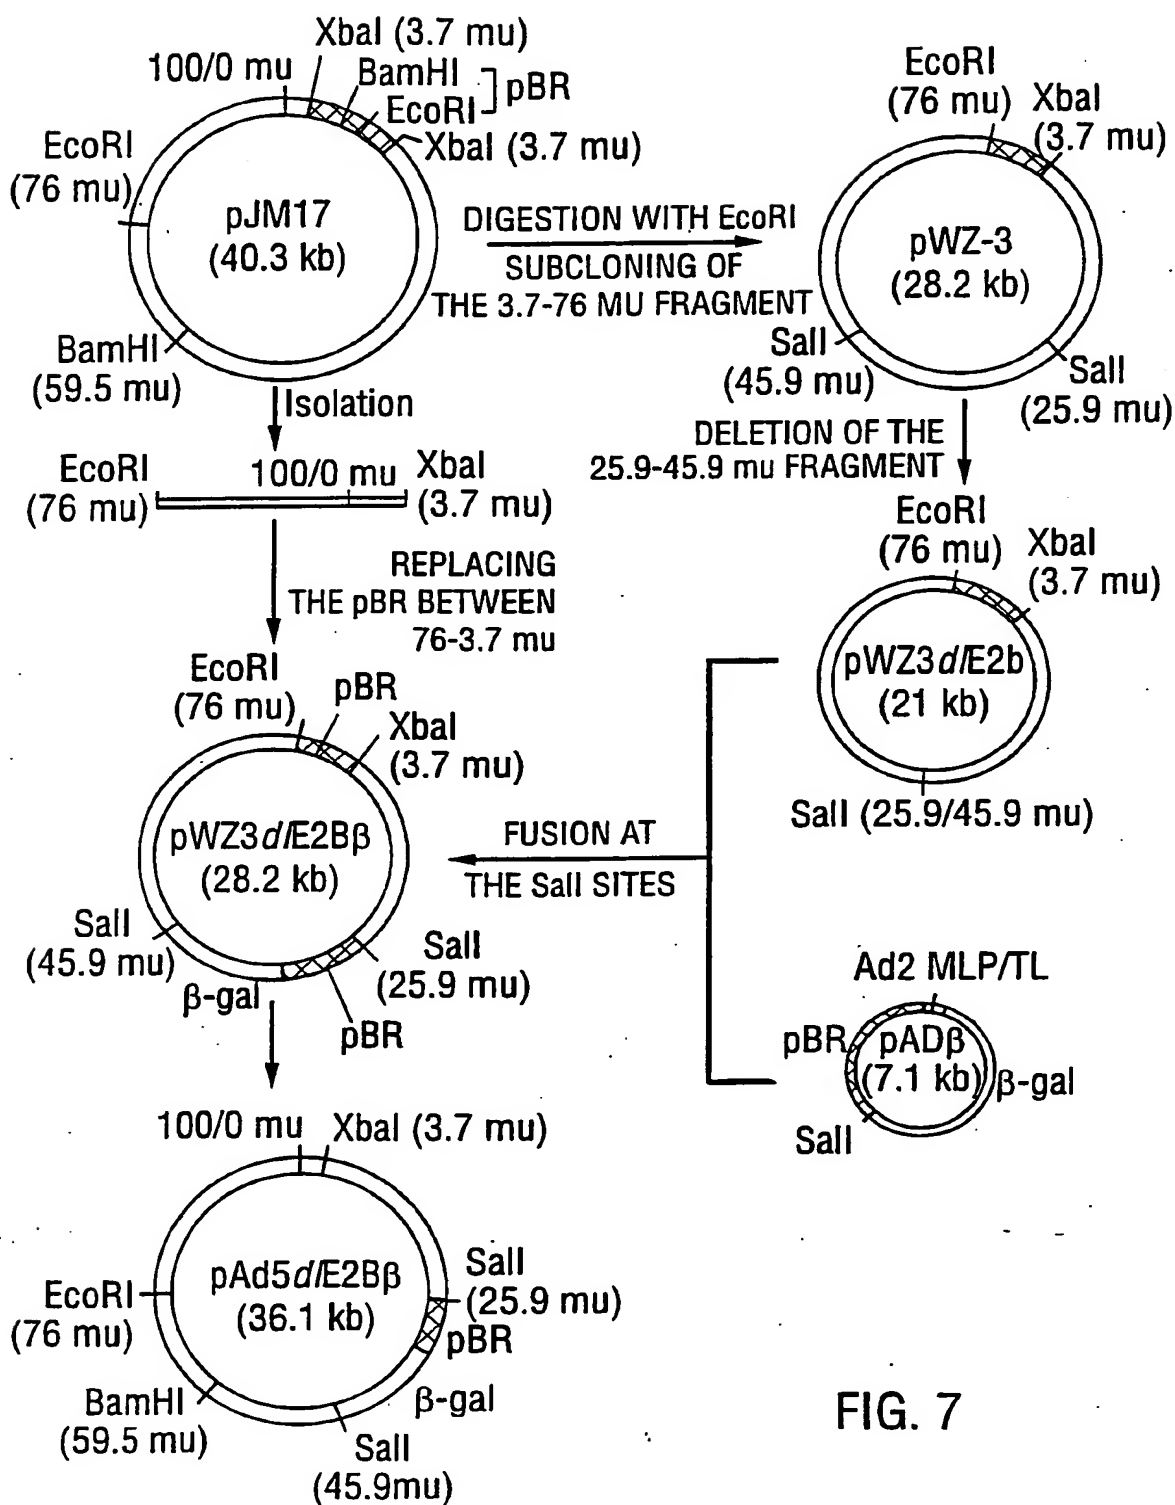 XbaI (3.7 mu)
100/0 mu
BamHI
EcoRI
pBR
XbaI (3.7 mu)
EcoRI
(76 mu)
pJM17
(40.3 kb)
BamHI
(59.5 mu)
DIGESTION WITH EcoRI
SUBCLONING OF
THE 3.7-76 MU FRAGMENT
EcoRI
(76 mu)
XbaI
(3.7 mu)
pWZ-3
(28.2 kb)
SalI
(45.9 mu)
SalI
(25.9 mu)
Isolation
EcoRI
(76 mu)
100/0 mu
XbaI
(3.7 mu)
DELETION OF THE
25.9-45.9 mu FRAGMENT
REPLACING
THE pBR BETWEEN
76-3.7 mu
EcoRI
(76 mu)
XbaI
(3.7 mu)
pWZ3dlE2b
(21 kb)
SalI (25.9/45.9 mu)
EcoRI
(76 mu)
pBR
XbaI
(3.7 mu)
pWZ3dlE2Bβ
(28.2 kb)
SalI
(45.9 mu)
β-gal
pBR
SalI
(25.9 mu)
FUSION AT
THE SalI SITES
Ad2 MLP/TL
pBR
pADβ
(7.1 kb)
β-gal
SalI
100/0 mu
XbaI (3.7 mu)
pAd5dlE2Bβ
(36.1 kb)
SalI
(25.9 mu)
pBR
EcoRI
(76 mu)
BamHI
(59.5 mu)
β-gal
SalI
(45.9mu)
FIG. 7